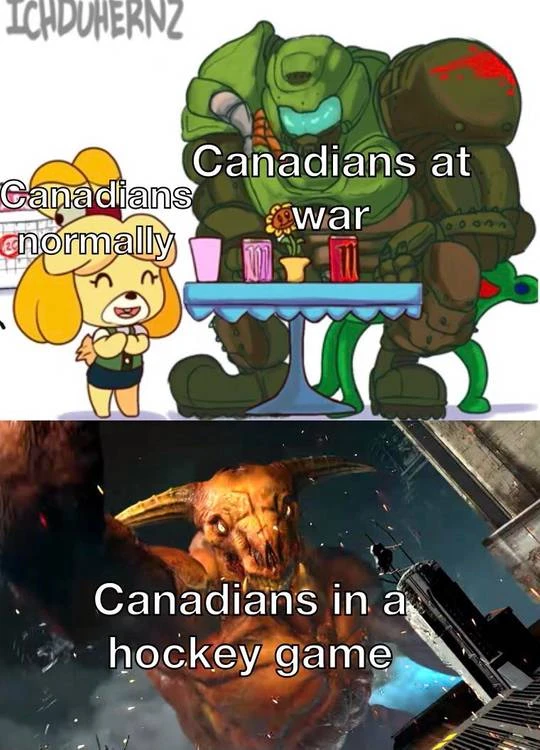 ICHDUHERNZ
Canadians at
war
Canadians
normally
Canadians in a
hockey game